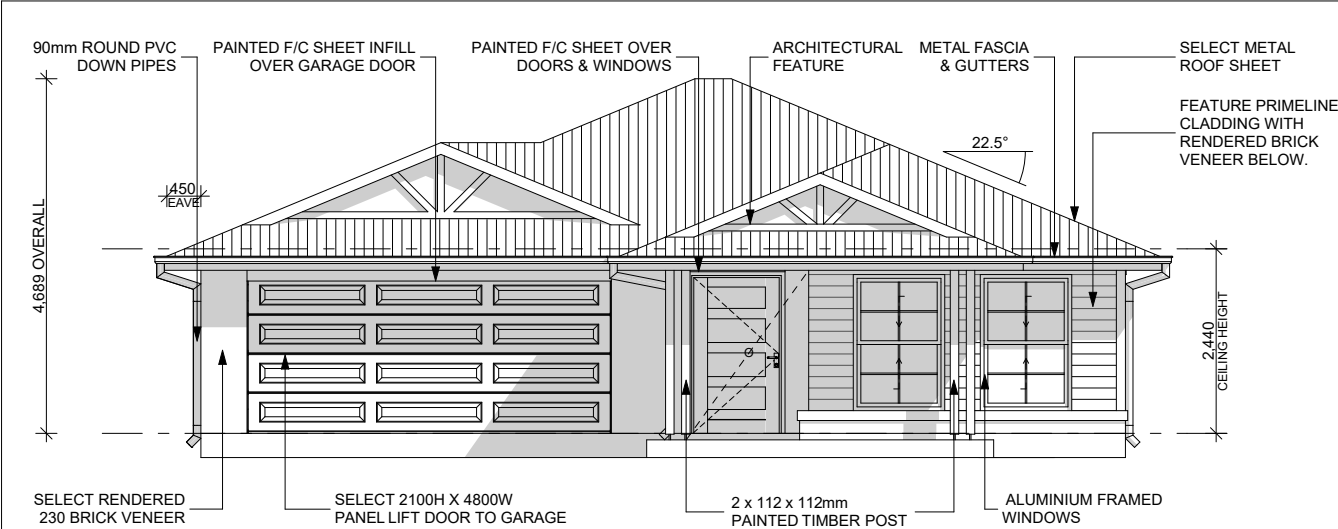 90mm ROUND PVC
DOWN PIPES
PAINTED F/C SHEET INFILL
OVER GARAGE DOOR
PAINTED F/C SHEET OVER
DOORS & WINDOWS
ARCHITECTURAL
FEATURE
METAL FASCIA
& GUTTERS
SELECT METAL
ROOF SHEET
FEATURE PRIMELINE
CLADDING WITH
RENDERED BRICK
VENEER BELOW.
22.5°
450
EAVE
4,689 OVERALL
2,440
CEILING HEIGHT
SELECT RENDERED
230 BRICK VENEER
SELECT 2100H X 4800W
PANEL LIFT DOOR TO GARAGE
2 x 112 x 112mm
PAINTED TIMBER POST
ALUMINIUM FRAMED
WINDOWS